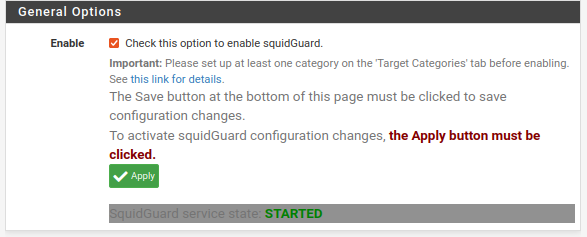 General Options
Enable
Check this option to enable squidGuard.
Important: Please set up at least one category on the 'Target Categories' tab before enabling.
See this link for details.
The Save button at the bottom of this page must be clicked to save
configuration changes.
To activate squidGuard configuration changes, the Apply button must be
clicked.
Apply
SquidGuard service state: STARTED